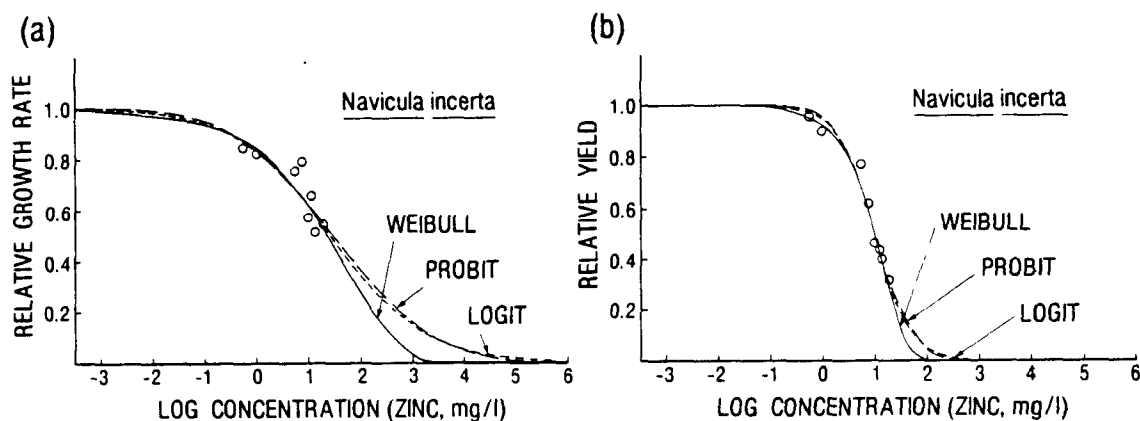 (a)
RELATIVE GROWTH RATE
1.0
0.8
0.6
0.4
0.2
Navicula incerta
WEIBULL
PROBIT
LOGIT
-3 -2 -1 0 1 2 3 4 5 6
LOG CONCENTRATION (ZINC, mg/l)
(b)
RELATIVE YIELD
1.0
0.8
0.6
0.4
0.2
Navicula incerta
WEIBULL
PROBIT
LOGIT
-3 -2 -1 0 1 2 3 4 5 6
LOG CONCENTRATION (ZINC, mg/l)